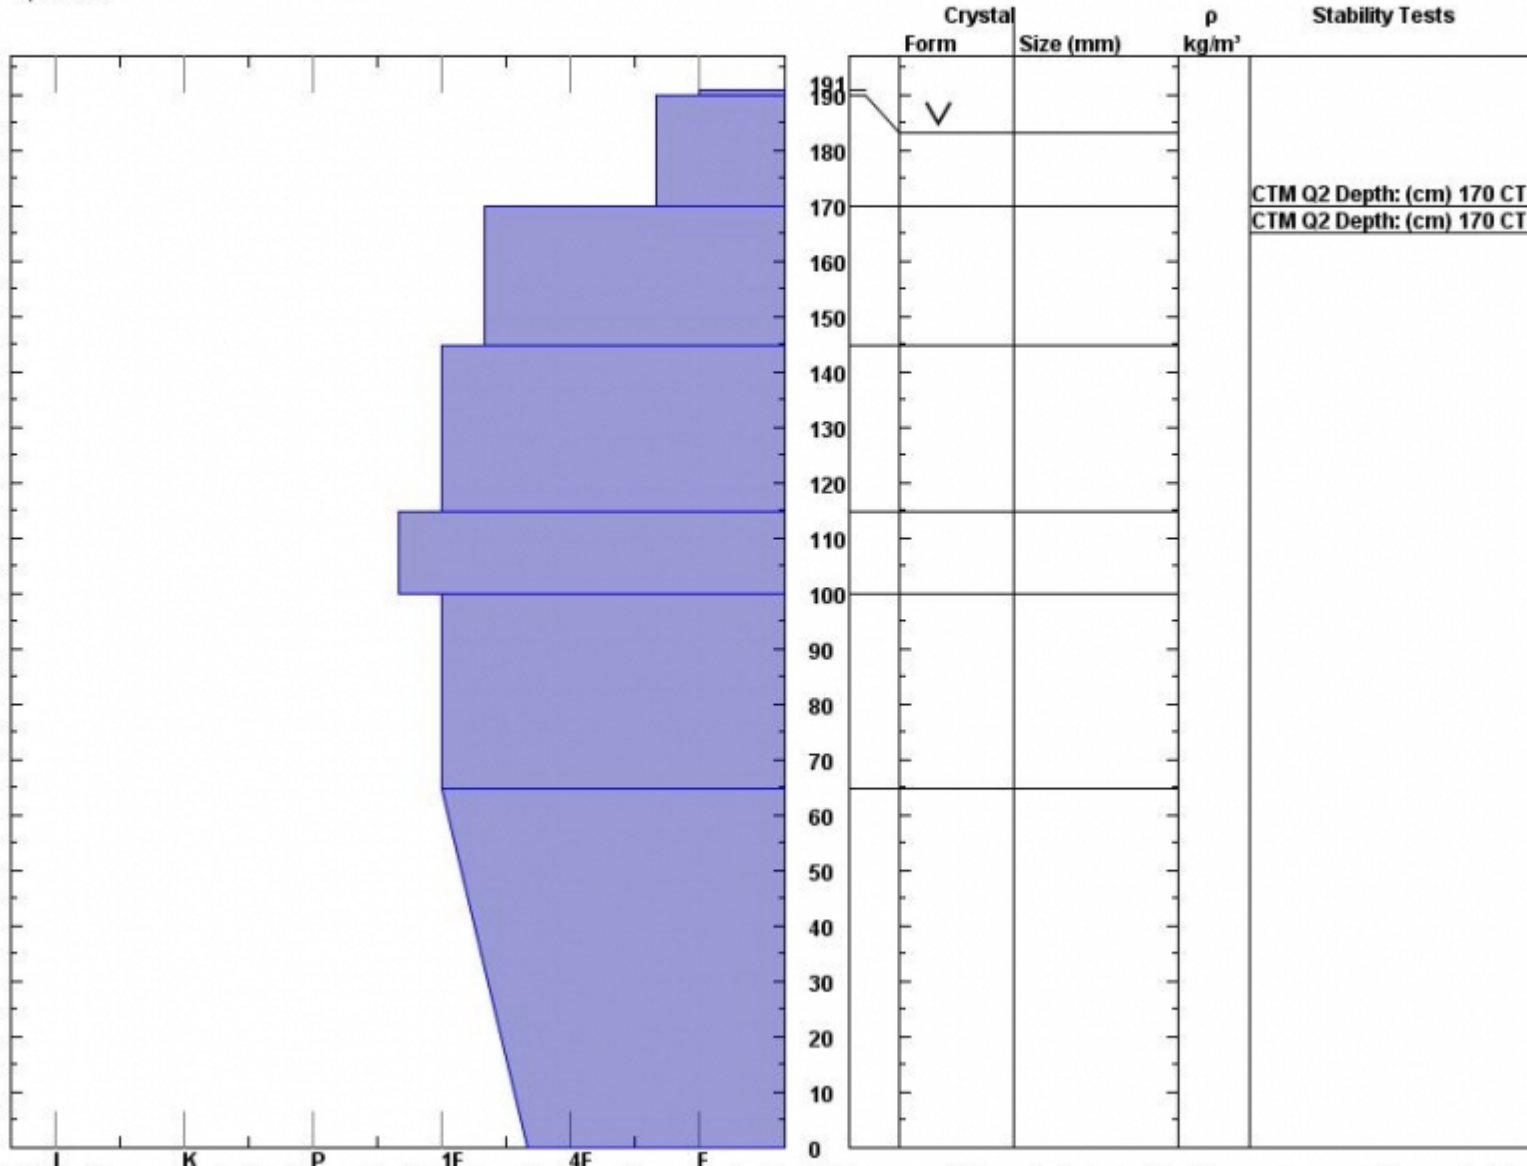 Crystal
ρ
Stability Tests
Form
Size (mm)
kg/m³
191
190
180
CTM Q2 Depth: (cm) 170 CT
170
CTM Q2 Depth: (cm) 170 CT
160
150
140
130
120
110
100
90
80
70
60
50
40
30
20
10
0
I K P 1F 4F F